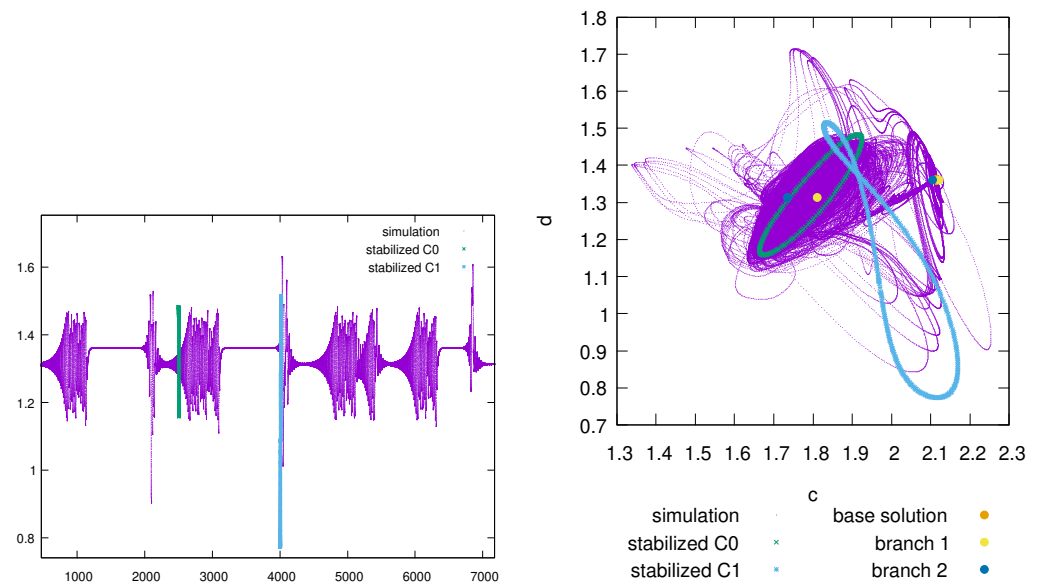 simulation
stabilized C0
stabilized C1
1.6
1.4
1.2
1
0.8
1000 2000 3000 4000 5000 6000 7000
1.8
1.7
1.6
1.5
1.4
1.3
1.2
1.1
1
0.9
0.8
0.7
d
1.3 1.4 1.5 1.6 1.7 1.8 1.9 2 2.1 2.2 2.3
c
simulation base solution
stabilized C0 branch 1
stabilized C1 branch 2